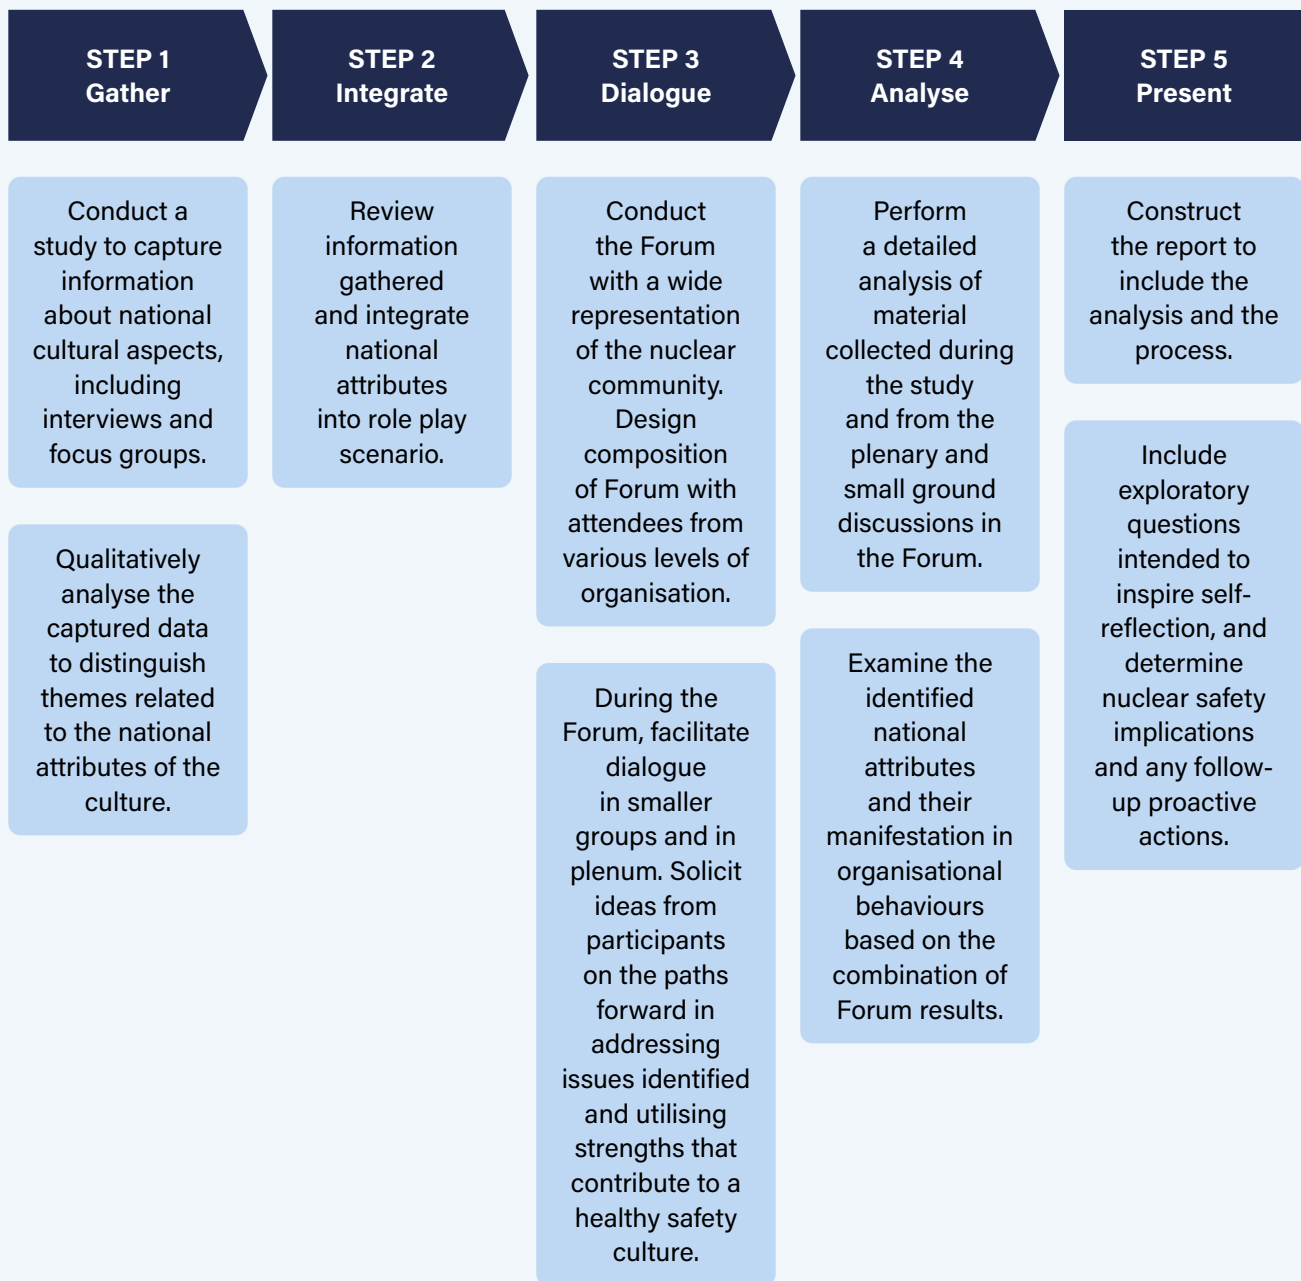 STEP 1
Gather
STEP 2
Integrate
STEP 3
Dialogue
STEP 4
Analyse
STEP 5
Present
Conduct a
study to capture
information
about national
cultural aspects,
including
interviews and
focus groups.
Qualitatively
analyse the
captured data
to distinguish
themes related
to the national
attributes of the
culture.
Review
information
gathered
and integrate
national
attributes
into role play
scenario.
Conduct
the Forum
with a wide
representation
of the nuclear
community.
Design
composition
of Forum with
attendees from
various levels of
organisation.
During the
Forum, facilitate
dialogue
in smaller
groups and in
plenum. Solicit
ideas from
participants
on the paths
forward in
addressing
issues identified
and utilising
strengths that
contribute to a
healthy safety
culture.
Perform
a detailed
analysis of
material
collected during
the study
and from the
plenary and
small ground
discussions in
the Forum.
Examine the
identified
national
attributes
and their
manifestation in
organisational
behaviours
based on the
combination of
Forum results.
Construct
the report to
include the
analysis and the
process.
Include
exploratory
questions
intended to
inspire self-
reflection, and
determine
nuclear safety
implications
and any follow-
up proactive
actions.